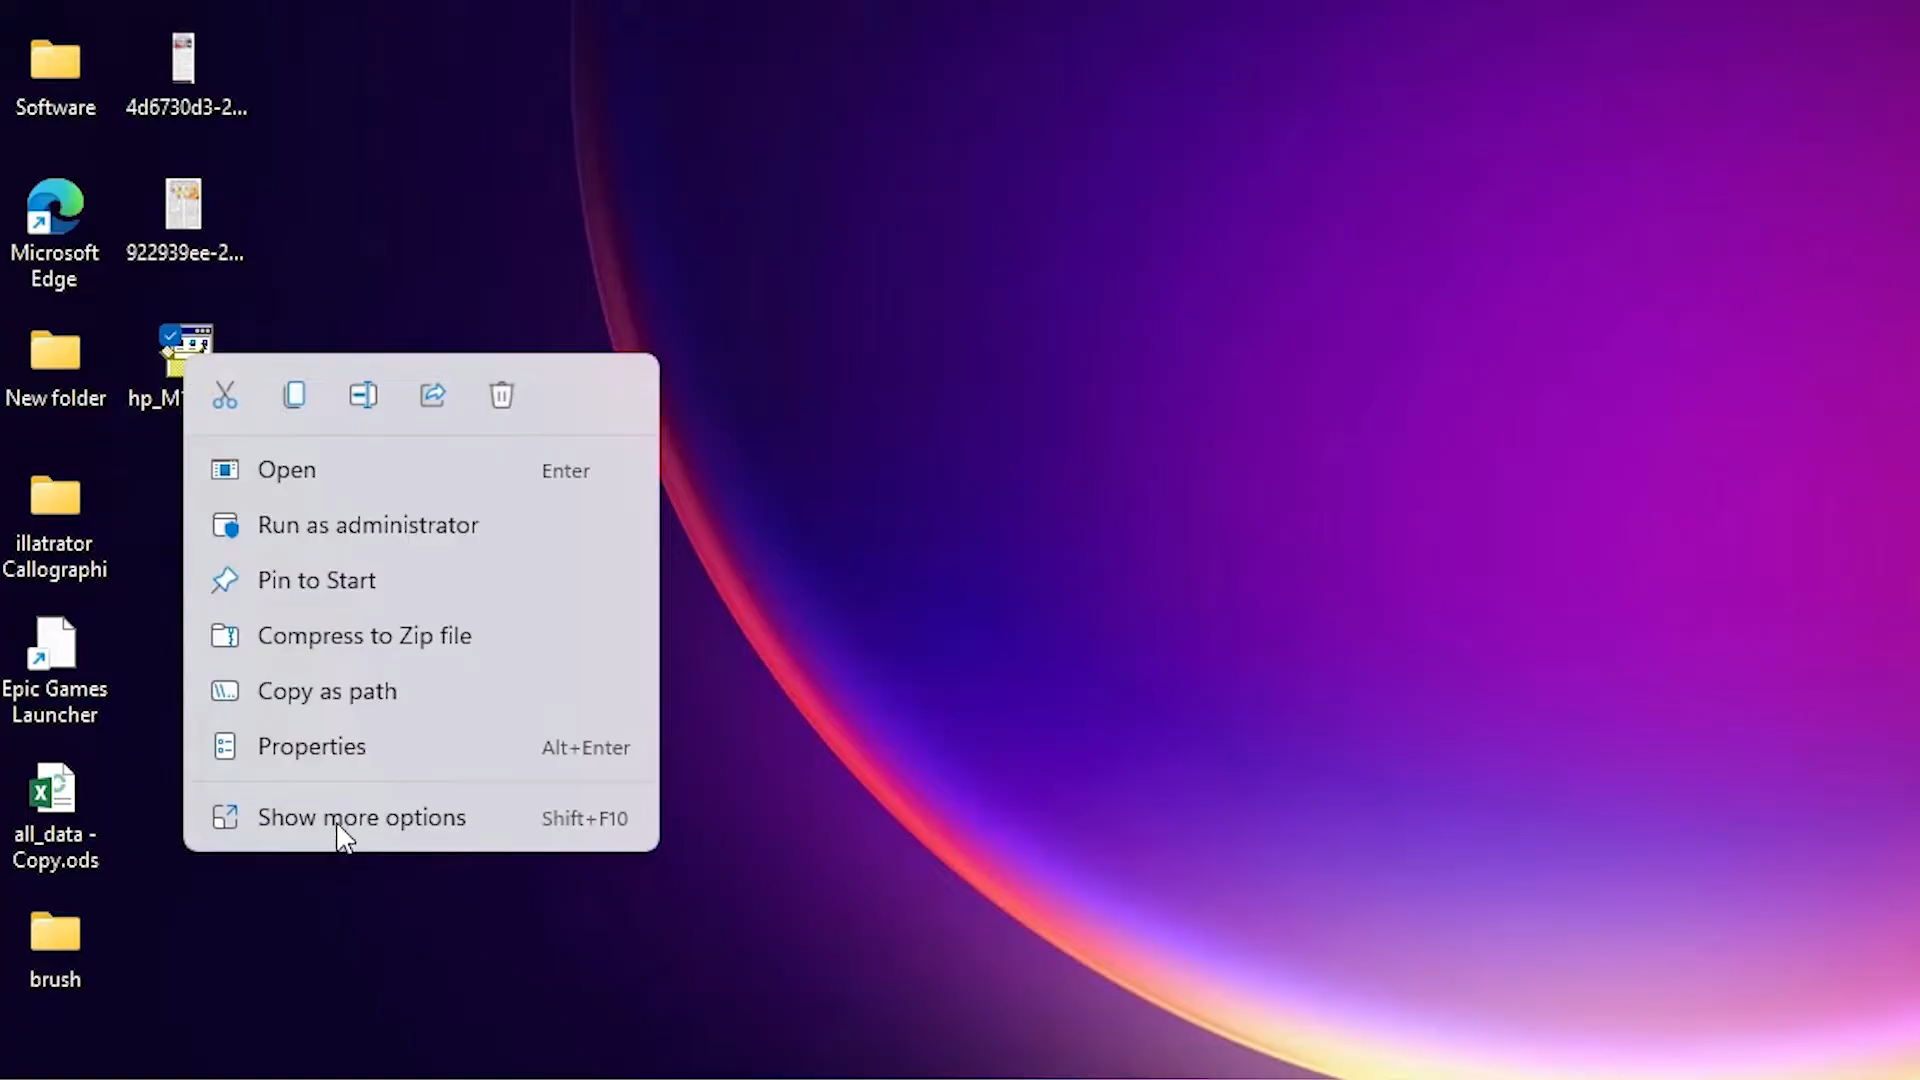 Software
4d6730d3-2...
Microsoft
Edge
922939ee-2...
New folder
hp_M
illatrator
Callographi
Epic Games
Launcher
all_data -
Copy.ods
brush
Open Enter
Run as administrator
Pin to Start
Compress to Zip file
Copy as path
Properties Alt+Enter
Show more options Shift+F10